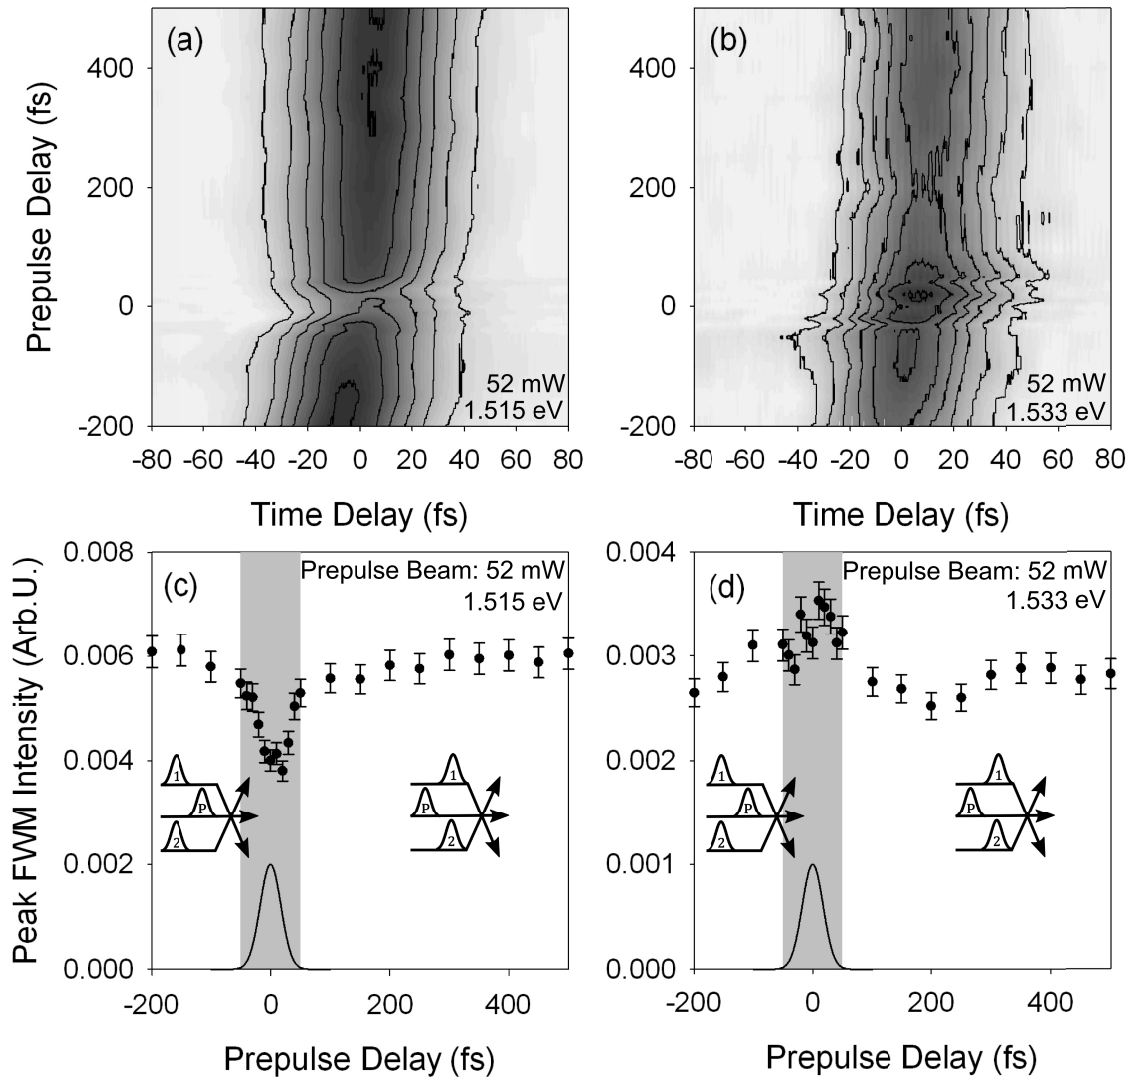 (a)
(b)
Prepulse Delay (fs)
400
200
0
-200
52 mW
1.515 eV
52 mW
1.533 eV
-80 -60 -40 -20 0 20 40 60 80
-80 -60 -40 -20 0 20 40 60 80
Time Delay (fs)
Time Delay (fs)
Peak FWM Intensity (Arb.U.)
0.008
0.006
0.004
0.002
0.000
(c)
Prepulse Beam: 52 mW
1.515 eV
1
P
2
1
P
2
-200 0 200 400
Prepulse Delay (fs)
0.004
0.003
0.002
0.001
0.000
(d)
Prepulse Beam: 52 mW
1.533 eV
1
P
2
1
P
2
-200 0 200 400
Prepulse Delay (fs)